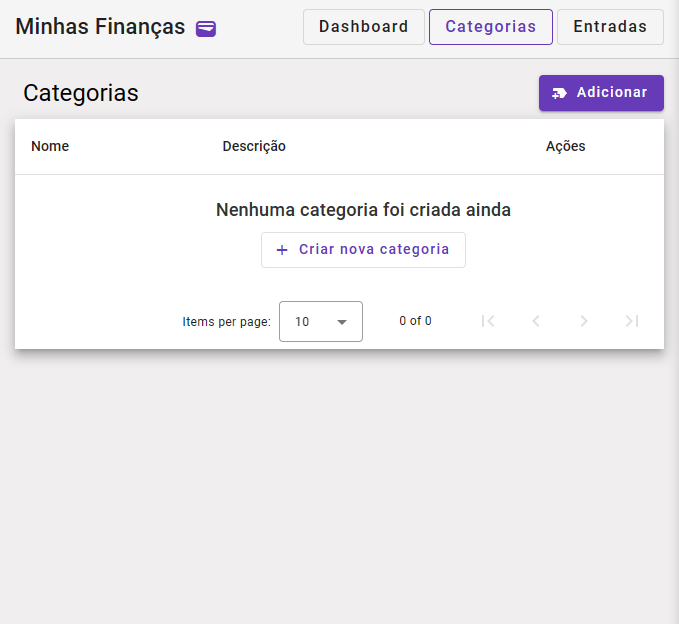 Minhas Finanças
Dashboard
Categorias
Entradas
Categorias
Adicionar
Nome
Descrição
Ações
Nenhuma categoria foi criada ainda
Criar nova categoria
Items per page:
10
0 of 0